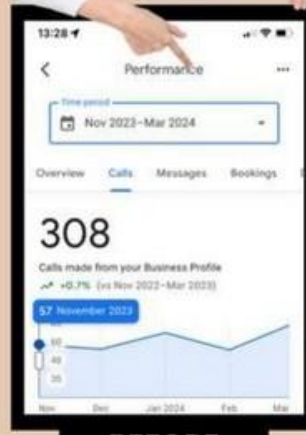 13:28
Performance
Time period
Nov 2023–Mar 2024
Overview Calls Messages Bookings
308
Calls made from your Business Profile
+0.7% (vs Nov 2022–Mar 2023)
57 November 2023
60
40
20
Nov Dec Jan 2024 Feb Mar